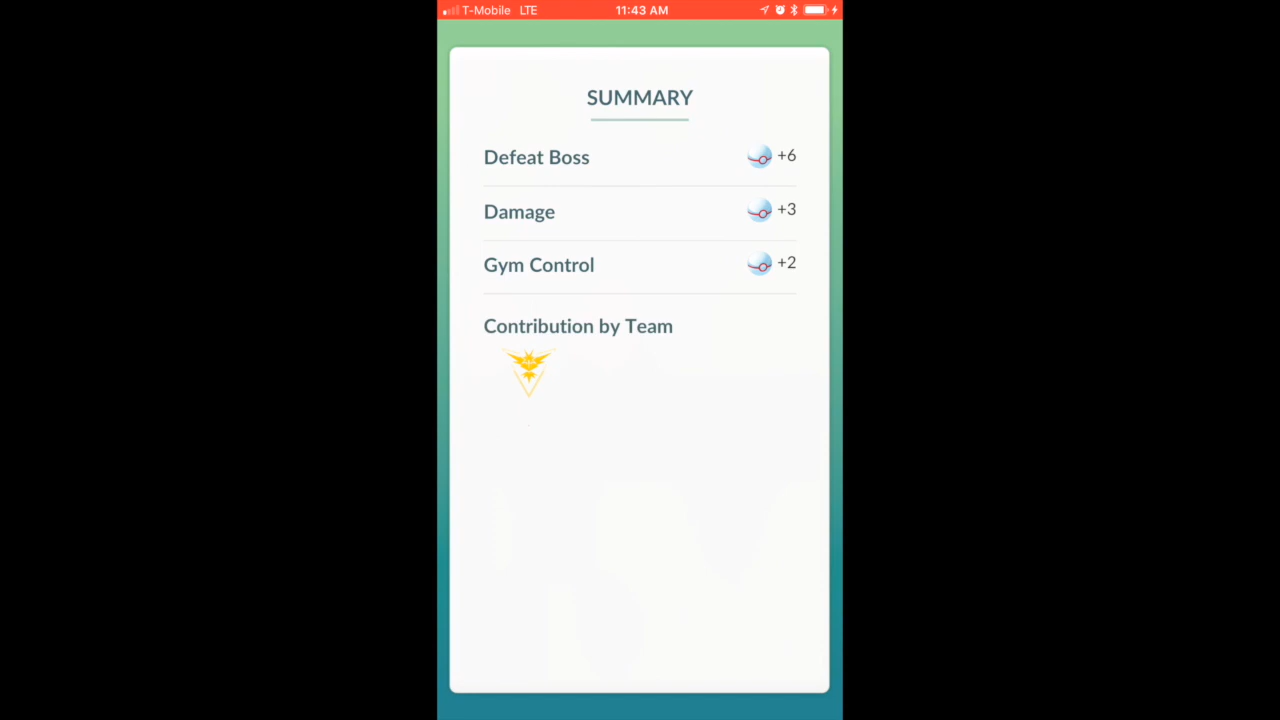 T-Mobile LTE 11:43 AM
SUMMARY
Defeat Boss +6
Damage +3
Gym Control +2
Contribution by Team